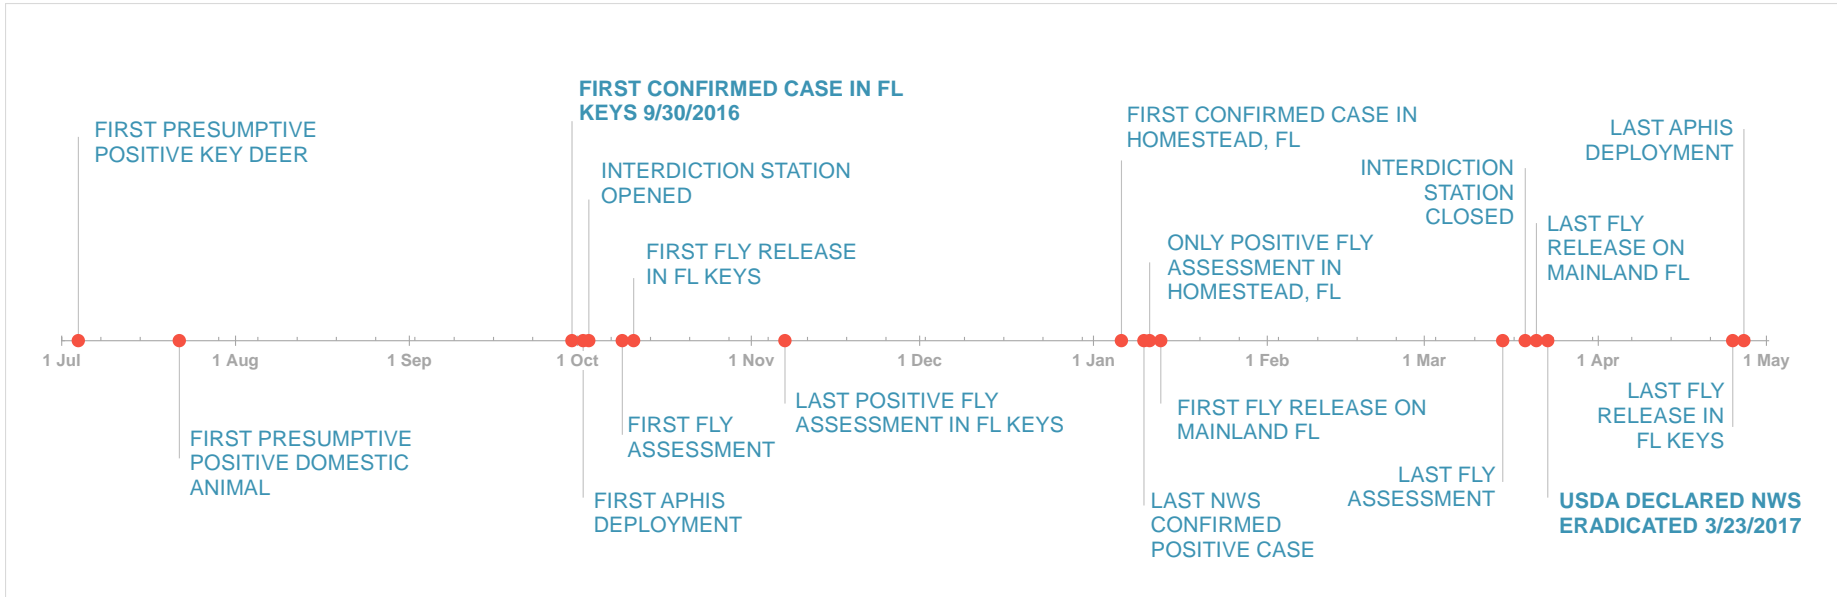 FIRST PRESUMPTIVE
POSITIVE KEY DEER
FIRST PRESUMPTIVE
POSITIVE DOMESTIC
ANIMAL
FIRST CONFIRMED CASE IN FL
KEYS 9/30/2016
FIRST APHIS
DEPLOYMENT
INTERDICTION STATION
OPENED
FIRST FLY
ASSESSMENT
FIRST FLY RELEASE
IN FL KEYS
LAST POSITIVE FLY
ASSESSMENT IN FL KEYS
FIRST CONFIRMED CASE IN
HOMESTEAD, FL
LAST NWS
CONFIRMED
POSITIVE CASE
ONLY POSITIVE FLY
ASSESSMENT IN
HOMESTEAD, FL
FIRST FLY RELEASE ON
MAINLAND FL
LAST FLY
ASSESSMENT
INTERDICTION
STATION
CLOSED
LAST FLY
RELEASE ON
MAINLAND FL
USDA DECLARED NWS
ERADICATED 3/23/2017
LAST FLY
RELEASE IN
FL KEYS
LAST APHIS
DEPLOYMENT
1 Jul
1 Aug
1 Sep
1 Oct
1 Nov
1 Dec
1 Jan
1 Feb
1 Mar
1 Apr
1 May